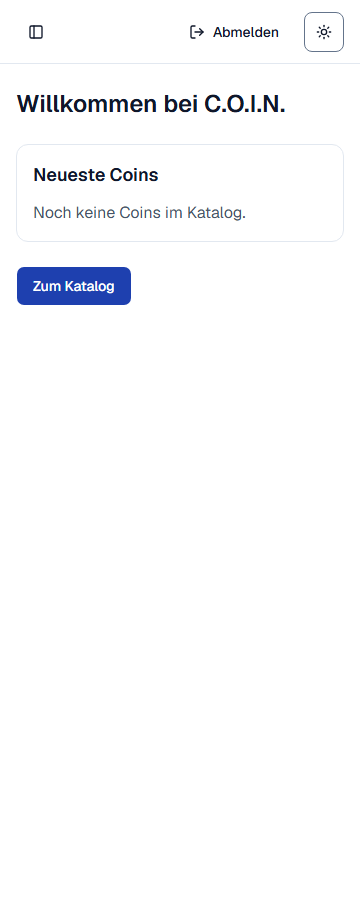 Abmelden
Willkommen bei C.O.I.N.
Neueste Coins
Noch keine Coins im Katalog.
Zum Katalog